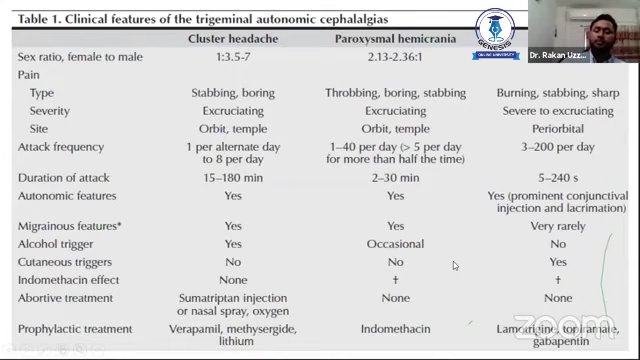 Table 1. Clinical features of the trigeminal autonomic cephalalgias
Cluster headache Paroxysmal hemicrania
Sex ratio, female to male 1:3.5-7 2.13-2.36:1
Pain
Type Stabbing, boring Throbbing, boring, stabbing Burning, stabbing, sharp
Severity Excruciating Excruciating Severe to excruciating
Site Orbit, temple Orbit, temple Periorbital
Attack frequency 1 per alternate day 1–40 per day (> 5 per day 3–200 per day
to 8 per day for more than half the time)
Duration of attack 15–180 min 2–30 min 5–240 s
Autonomic features Yes Yes Yes (prominent conjunctival
injection and lacrimation)
Migrainous features* Yes Yes Very rarely
Alcohol trigger Yes Occasional No
Cutaneous triggers No No Yes
Indomethacin effect None † †
Abortive treatment Sumatriptan injection None None
or nasal spray, oxygen
Prophylactic treatment Verapamil, methysergide, Indomethacin Lamotrigine, topiramate,
lithium gabapentin
GENESIS
ONLINE UNIVERSITY
Dr. Rakan Uzz...
zoom